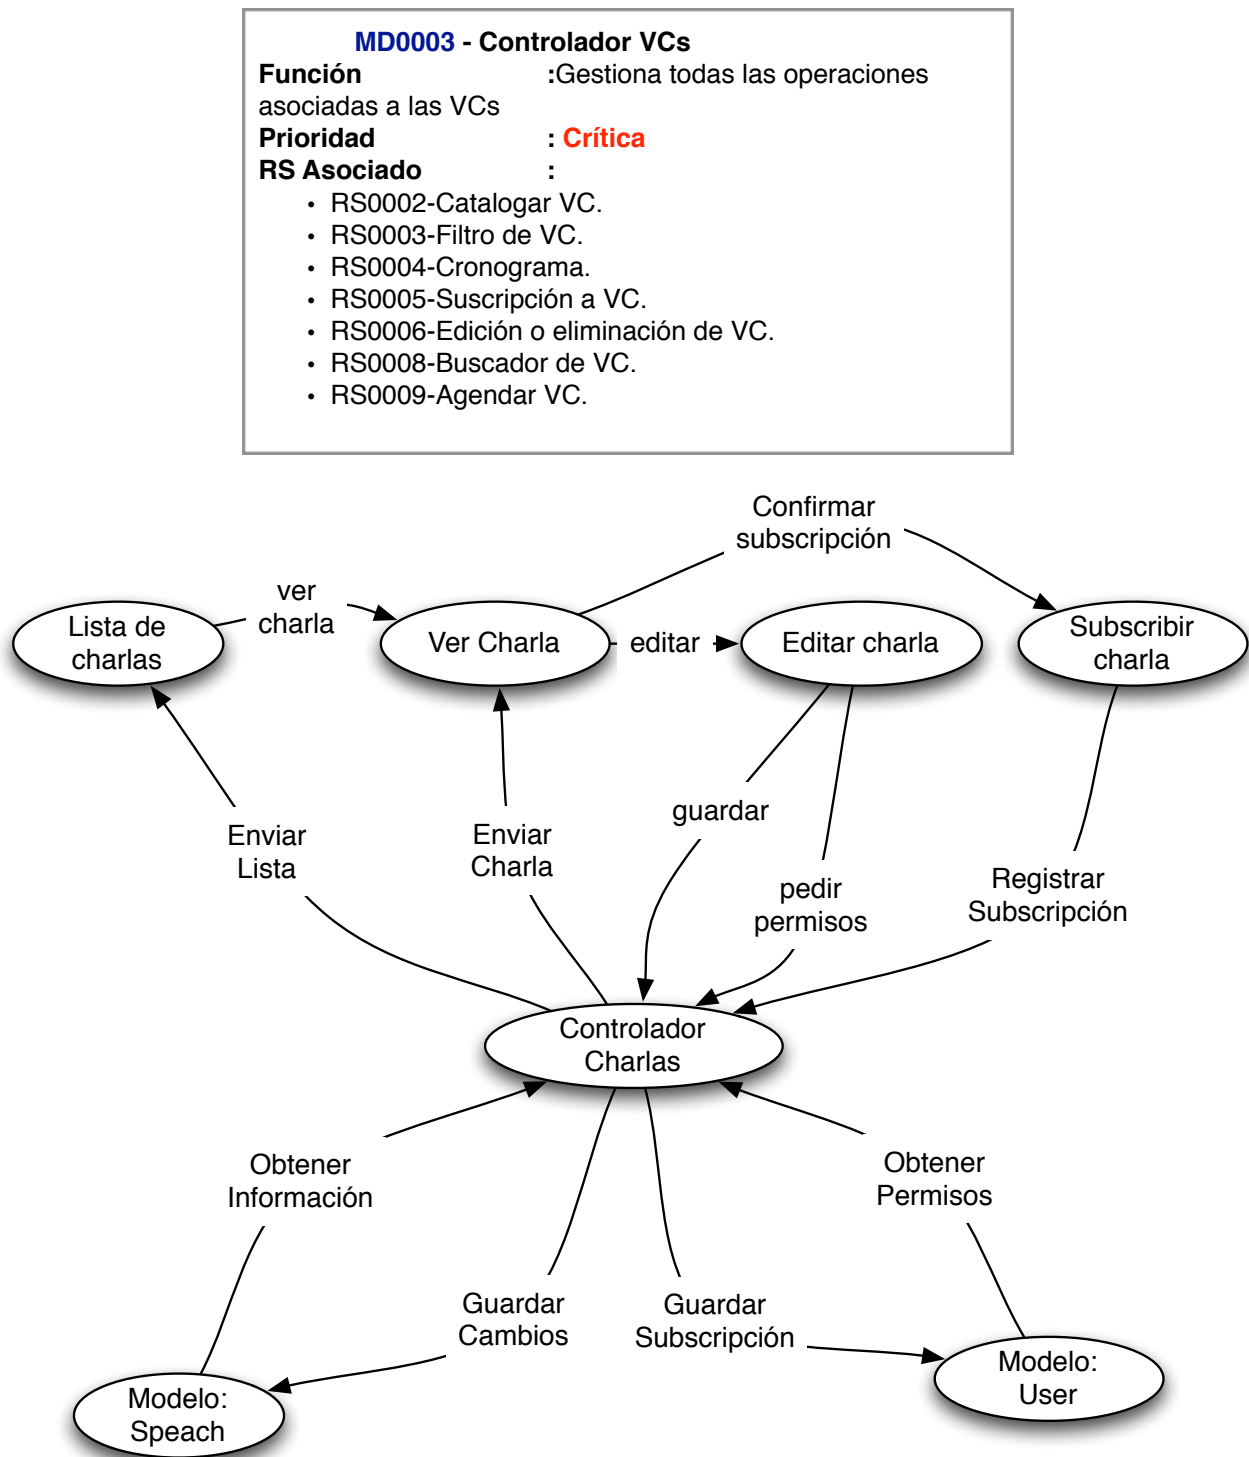 MD0003 - Controlador VCs
Función :Gestiona todas las operaciones
asociadas a las VCs
Prioridad : Crítica
RS Asociado :
• RS0002-Catalogar VC.
• RS0003-Filtro de VC.
• RS0004-Cronograma.
• RS0005-Suscripción a VC.
• RS0006-Edición o eliminación de VC.
• RS0008-Buscador de VC.
• RS0009-Agendar VC.
Confirmar
subscripción
ver
charla
Lista de
charlas
Ver Charla
editar
Editar charla
Subscribir
charla
guardar
Enviar
Lista
Enviar
Charla
pedir
permisos
Registrar
Subscripción
Controlador
Charlas
Obtener
Información
Obtener
Permisos
Guardar
Cambios
Guardar
Subscripción
Modelo:
Speach
Modelo:
User